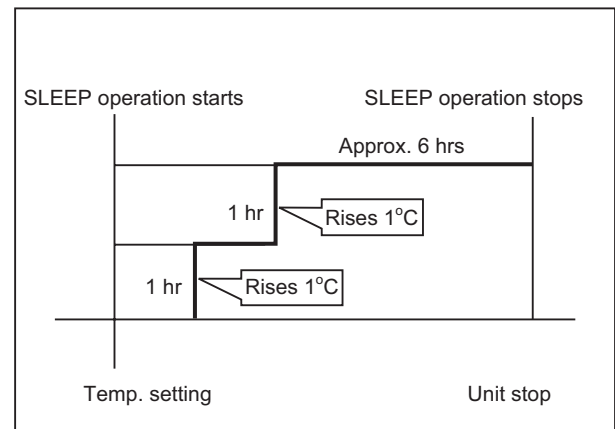 SLEEP operation starts
SLEEP operation stops
Approx. 6 hrs
1 hr
Rises 1°C
1 hr
Rises 1°C
Temp. setting
Unit stop